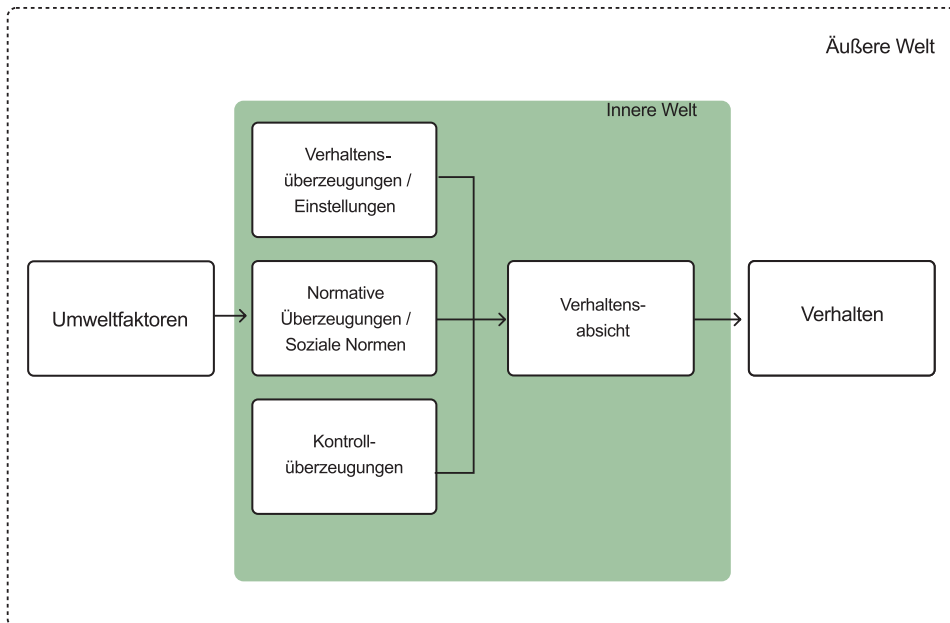 Äußere Welt
Innere Welt
Verhaltens-
überzeugungen /
Einstellungen
Umweltfaktoren
Normative
Überzeugungen /
Soziale Normen
Verhaltens-
absicht
Verhalten
Kontroll-
überzeugungen